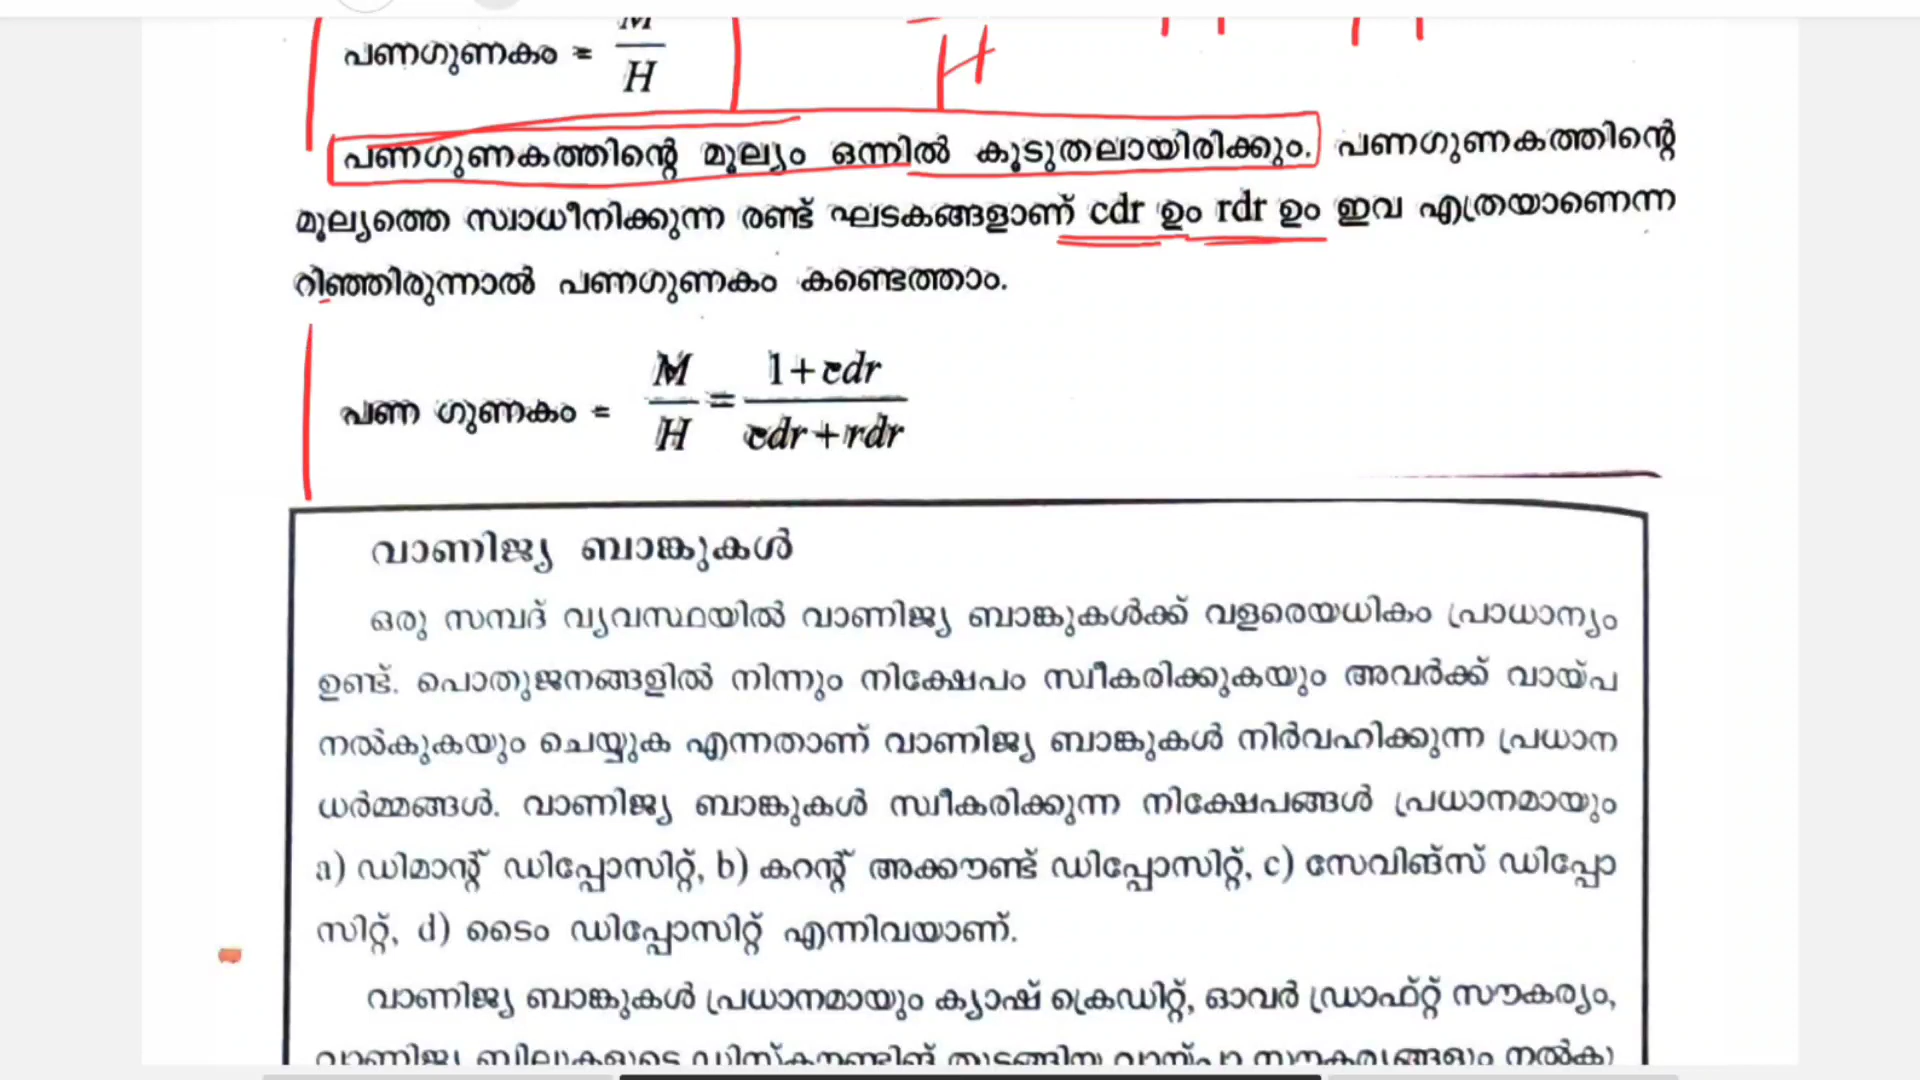 പണഗുണകം = M/H
H
പണഗുണകത്തിന്റെ മൂല്യം ഒന്നിൽ കൂടുതലായിരിക്കും. പണഗുണകത്തിന്റെ
മൂല്യത്തെ സ്വാധീനിക്കുന്ന രണ്ട് ഘടകങ്ങളാണ് cdr ഉം rdr ഉം ഇവ എത്രയാണെന്ന
റിഞ്ഞിരുന്നാൽ പണഗുണകം കണ്ടെത്താം.
പണ ഗുണകം = M/H = 1+cdr/cdr+rdr
വാണിജ്യ ബാങ്കുകൾ
ഒരു സമ്പദ് വ്യവസ്ഥയിൽ വാണിജ്യ ബാങ്കുകൾക്ക് വളരെയധികം പ്രാധാന്യം
ഉണ്ട്. പൊതുജനങ്ങളിൽ നിന്നും നിക്ഷേപം സ്വീകരിക്കുകയും അവർക്ക് വായ്പ
നൽകുകയും ചെയ്യുക എന്നതാണ് വാണിജ്യ ബാങ്കുകൾ നിർവഹിക്കുന്ന പ്രധാന
ധർമ്മങ്ങൾ. വാണിജ്യ ബാങ്കുകൾ സ്വീകരിക്കുന്ന നിക്ഷേപങ്ങൾ പ്രധാനമായും
a) ഡിമാന്റ് ഡിപ്പോസിറ്റ്, b) കറന്റ് അക്കൗണ്ട് ഡിപ്പോസിറ്റ്, c) സേവിങ്സ് ഡിപ്പോ
സിറ്റ്, d) ടൈം ഡിപ്പോസിറ്റ് എന്നിവയാണ്.
വാണിജ്യ ബാങ്കുകൾ പ്രധാനമായും ക്യാഷ് ക്രെഡിറ്റ്, ഓവർ ഡ്രാഫ്റ്റ് സൗകര്യം,